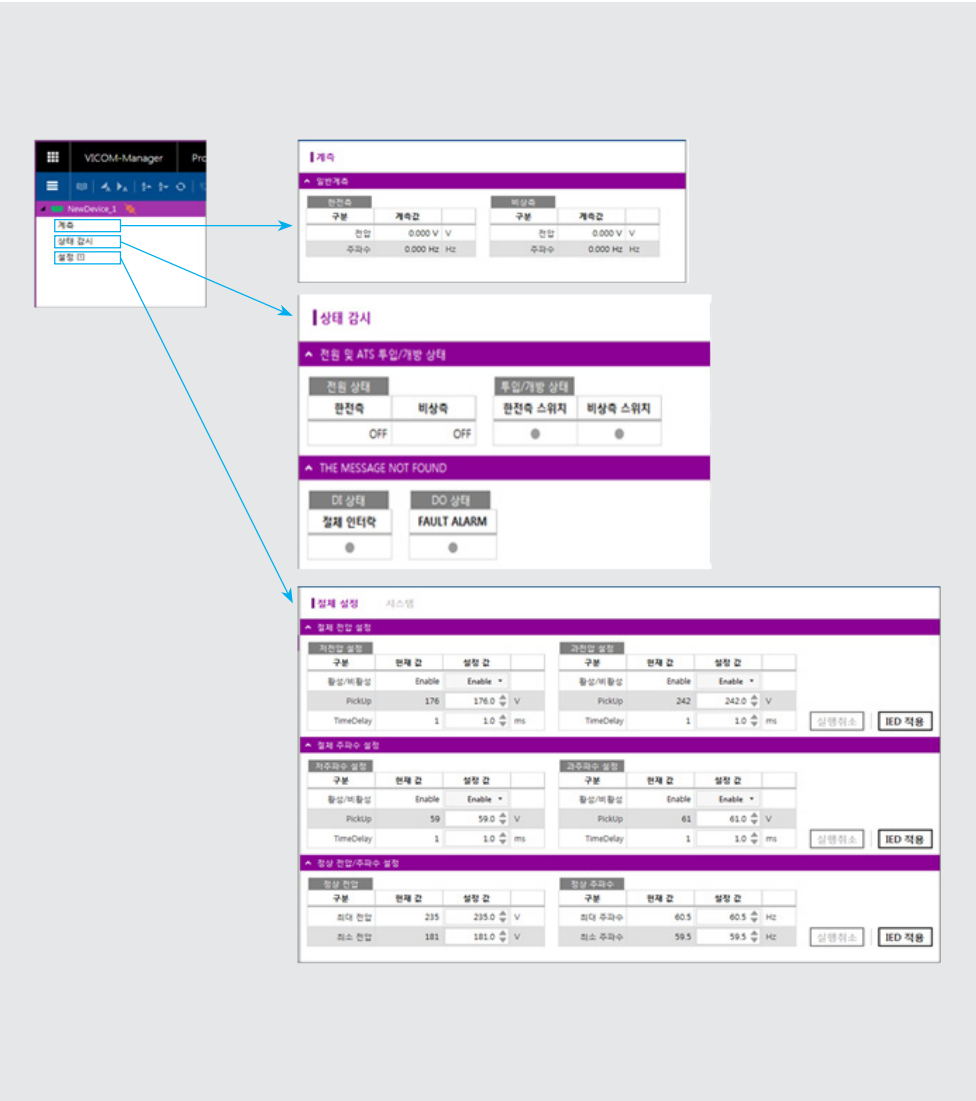 VICOM-Manager Pro
NewDevice_1
계측
상태 감시
설정
계측
일반계측
한전측 비상측
구분 계측값 구분 계측값
전압 0.000 V V 전압 0.000 V V
주파수 0.000 Hz Hz 주파수 0.000 Hz Hz
상태 감시
전원 및 ATS 투입/개방 상태
전원 상태 투입/개방 상태
한전측 비상측 한전측 스위치 비상측 스위치
OFF OFF
THE MESSAGE NOT FOUND
DI 상태 DO 상태
절체 인터락 FAULT ALARM
절체 설정 시스템
절체 전압 설정
저전압 설정 과전압 설정
구분 현재 값 설정 값 구분 현재 값 설정 값
활성/비활성 Enable Enable 활성/비활성 Enable Enable
PickUp 176 176.0 V PickUp 242 242.0 V
TimeDelay 1 1.0 ms TimeDelay 1 1.0 ms 실행취소 IED 적용
절체 주파수 설정
저주파수 설정 과주파수 설정
구분 현재 값 설정 값 구분 현재 값 설정 값
활성/비활성 Enable Enable 활성/비활성 Enable Enable
PickUp 59 59.0 V PickUp 61 61.0 V
TimeDelay 1 1.0 ms TimeDelay 1 1.0 ms 실행취소 IED 적용
정상 전압/주파수 설정
정상 전압 정상 주파수
구분 현재 값 설정 값 구분 현재 값 설정 값
최대 전압 235 235.0 V 최대 주파수 60.5 60.5 Hz
최소 전압 181 181.0 V 최소 주파수 59.5 59.5 Hz 실행취소 IED 적용